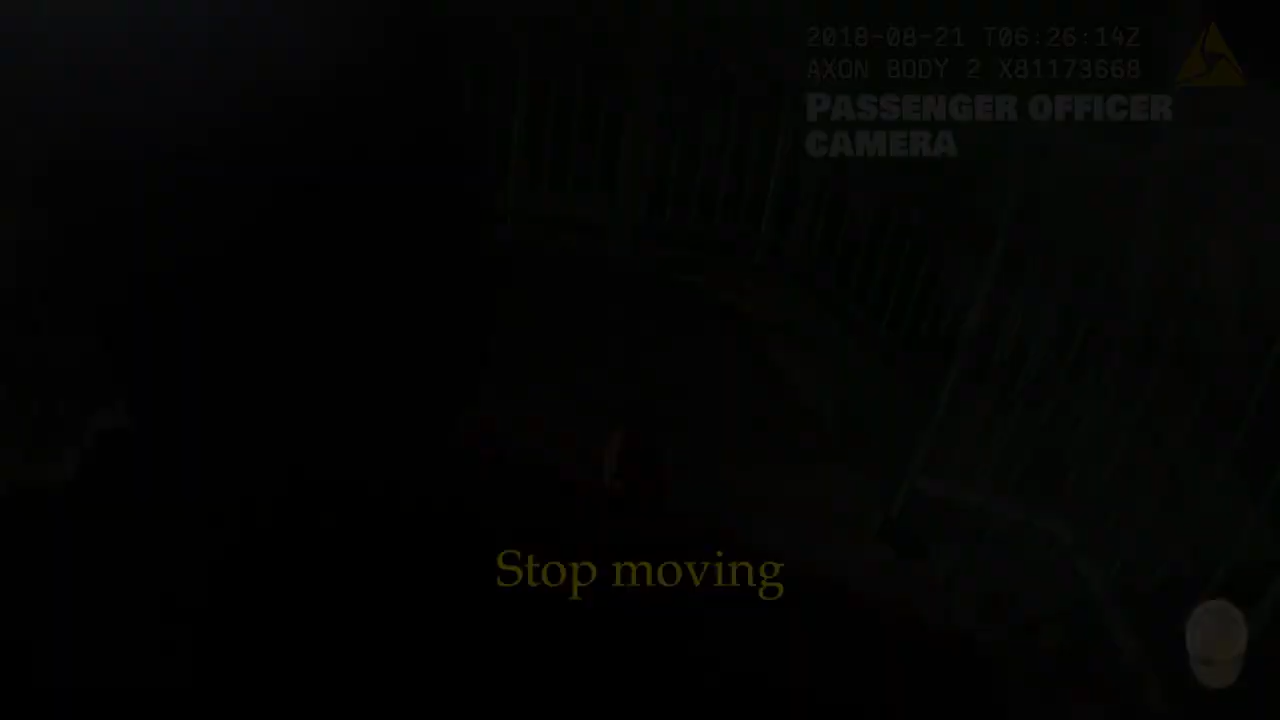 2018-08-21 T06:26:14Z
AXON BODY 2 X81173668
PASSENGER OFFICER
CAMERA
Stop moving